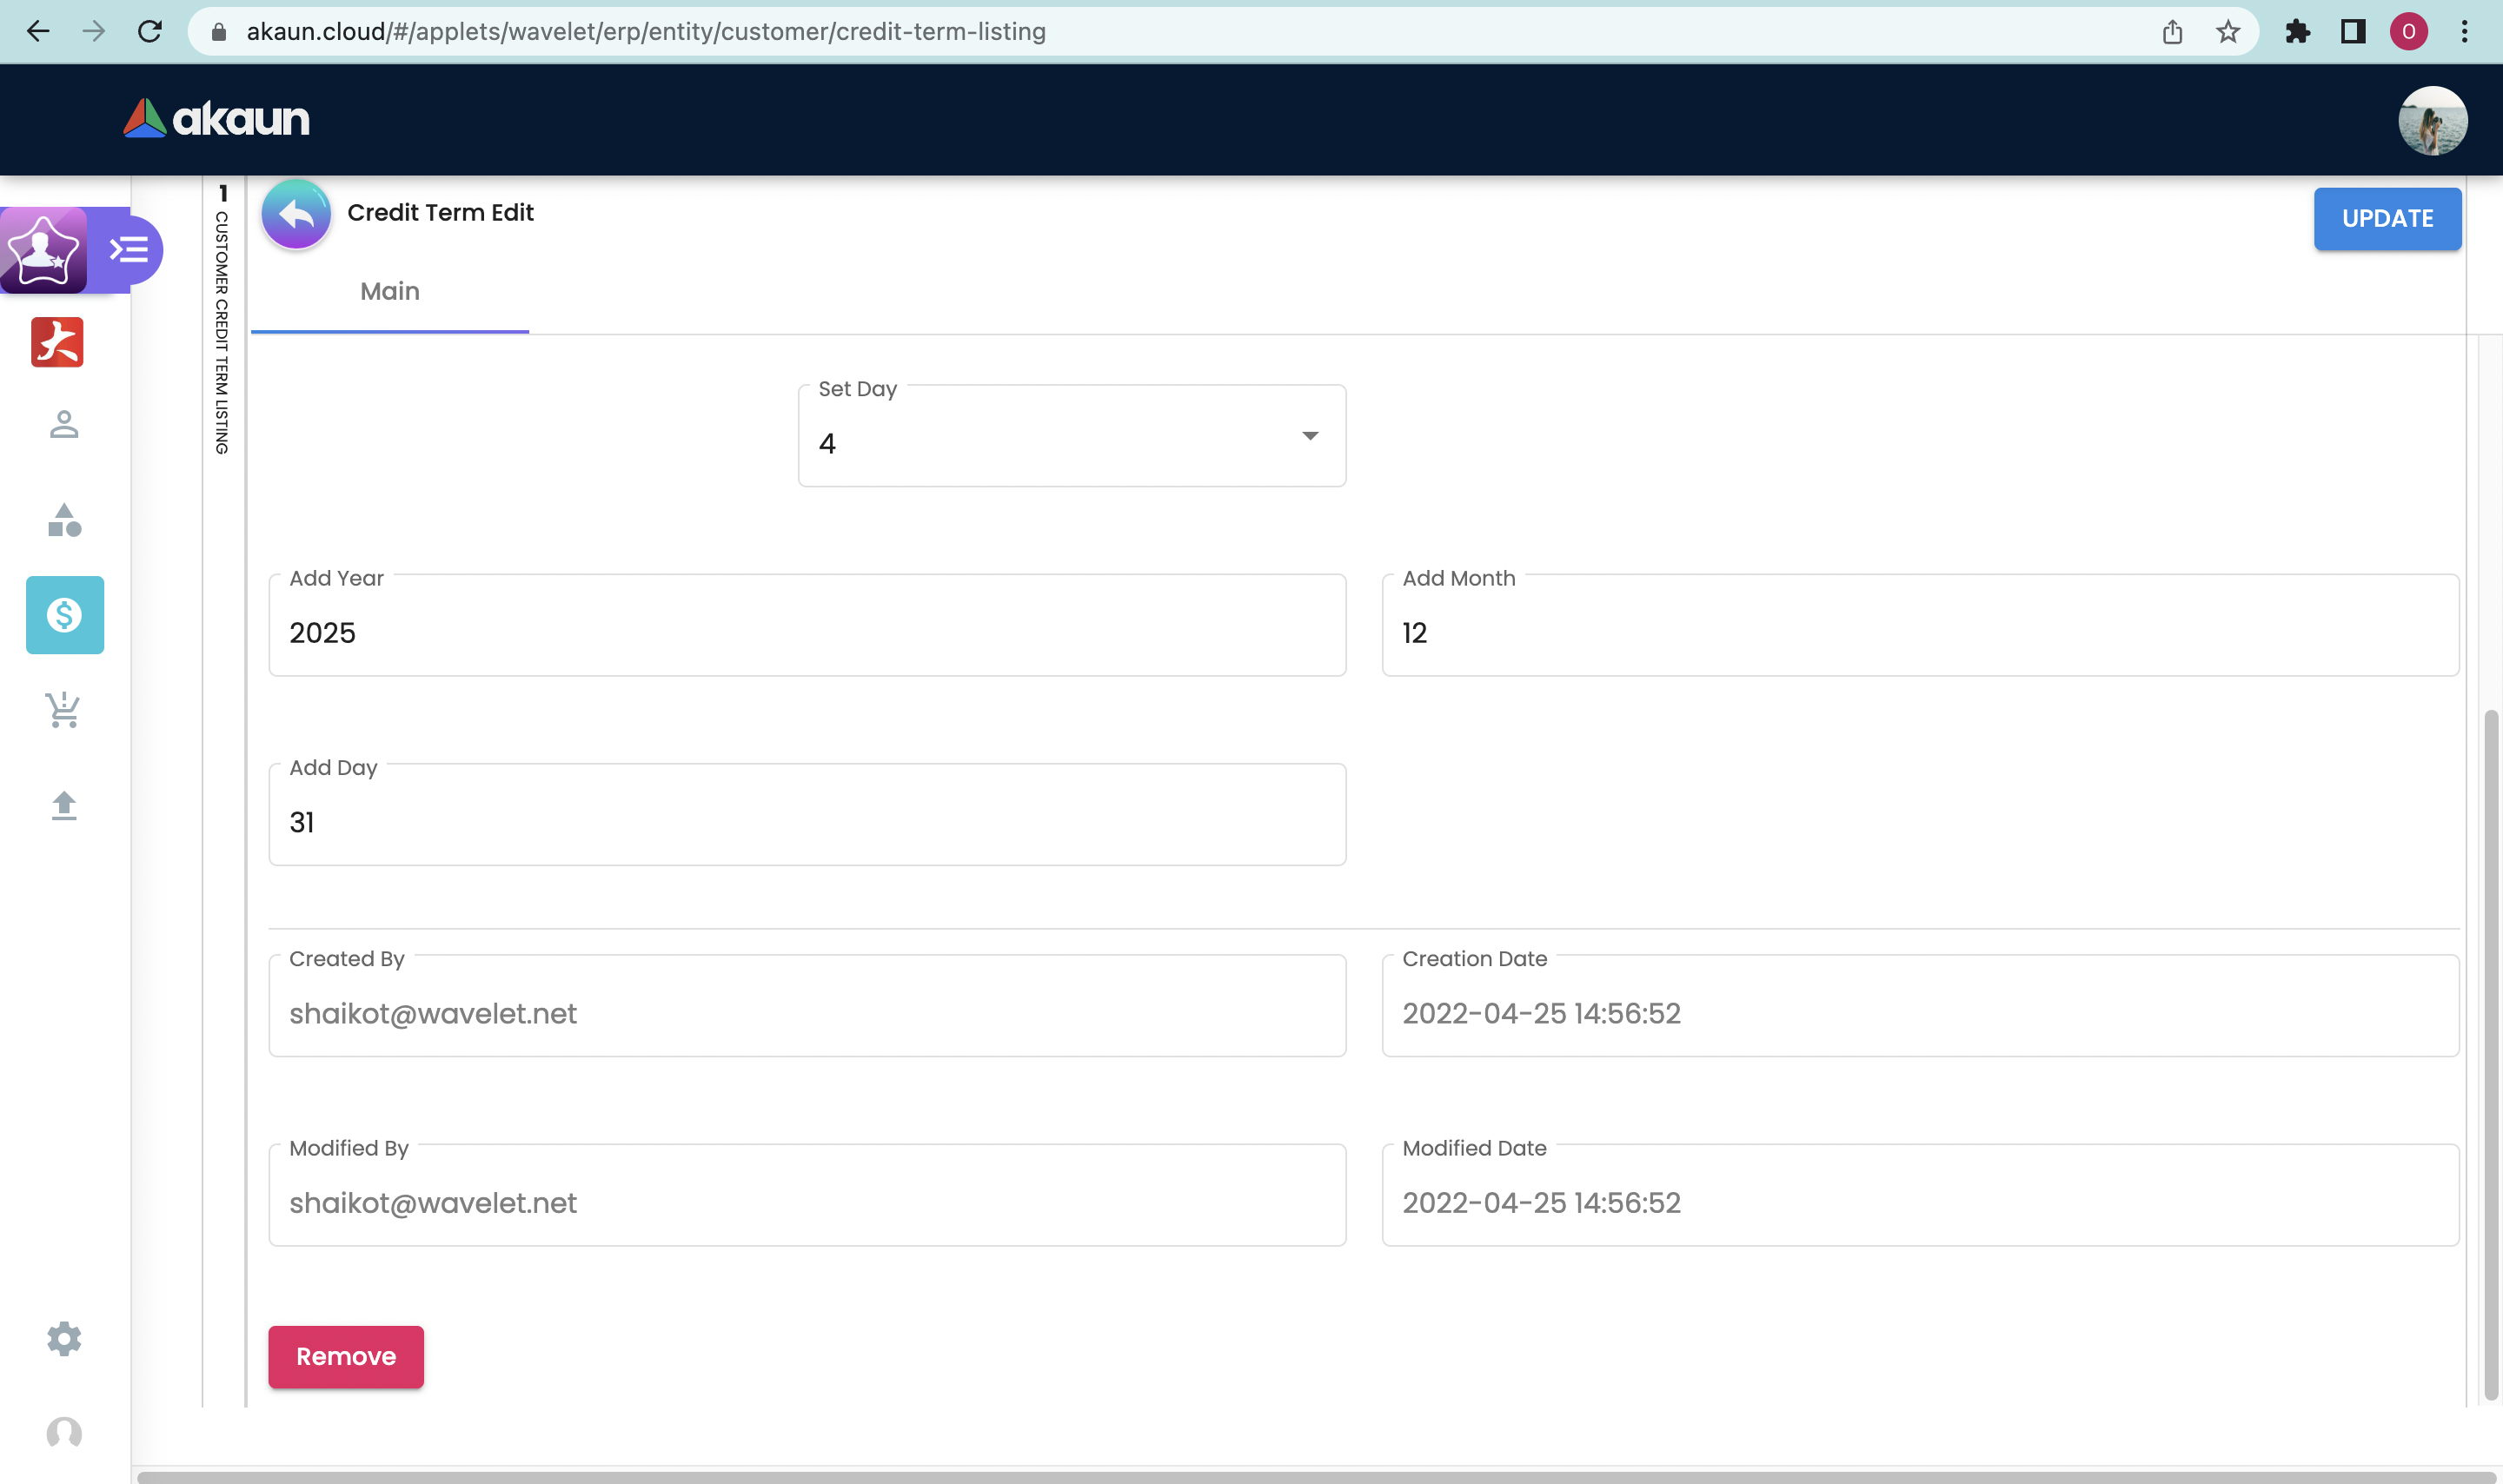 akaun.cloud/#/applets/wavelet/erp/entity/customer/credit-term-listing
O
akaun
1 CUSTOMER CREDIT TERM LISTING
Credit Term Edit
UPDATE
Main
Set Day
4
Add Year
2025
Add Month
12
Add Day
31
Created By
shaikot@wavelet.net
Creation Date
2022-04-25 14:56:52
Modified By
shaikot@wavelet.net
Modified Date
2022-04-25 14:56:52
Remove